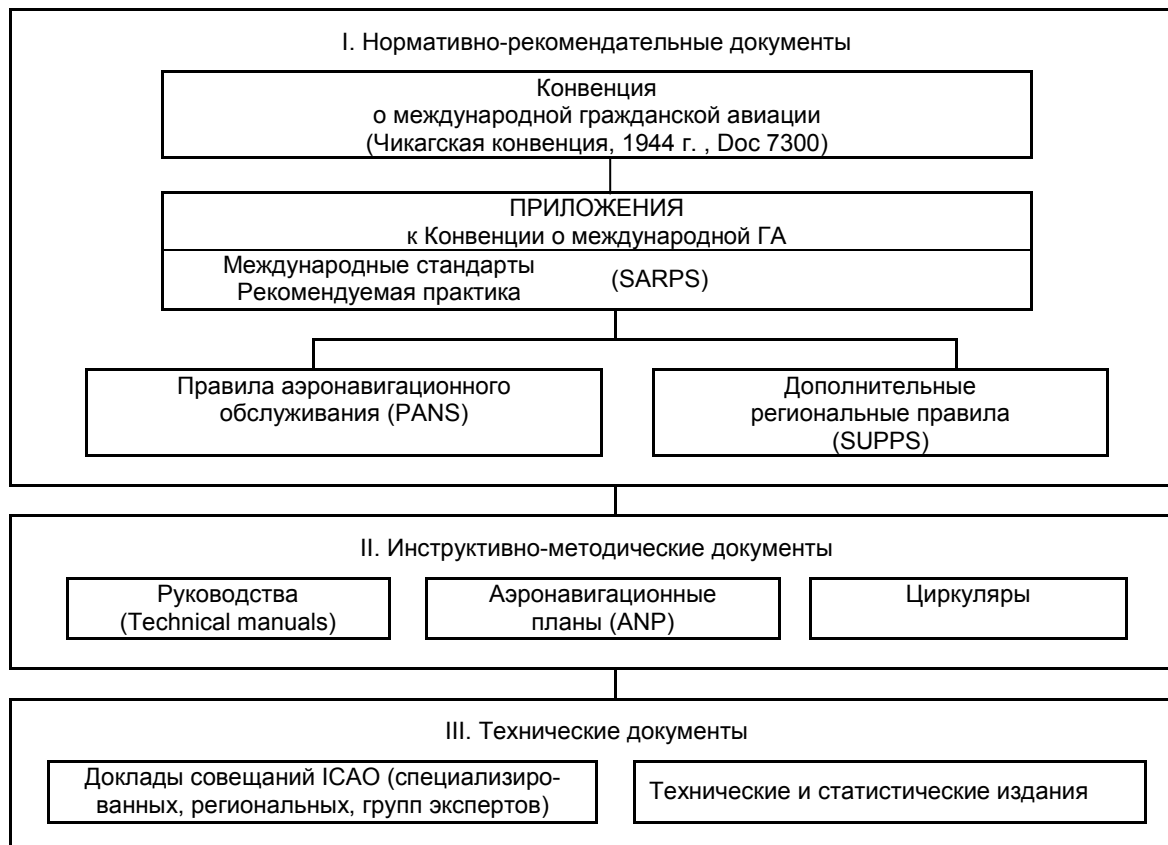 I. Нормативно-рекомендательные документы
Конвенция
о международной гражданской авиации
(Чикагская конвенция, 1944 г. , Doc 7300)
ПРИЛОЖЕНИЯ
к Конвенции о международной ГА
Международные стандарты
Рекомендуемая практика
(SARPS)
Правила аэронавигационного
обслуживания (PANS)
Дополнительные
региональные правила
(SUPPS)
II. Инструктивно-методические документы
Руководства
(Technical manuals)
Аэронавигационные
планы (ANP)
Циркуляры
III. Технические документы
Доклады совещаний ICAO (специализиро-
ванных, региональных, групп экспертов)
Технические и статистические издания